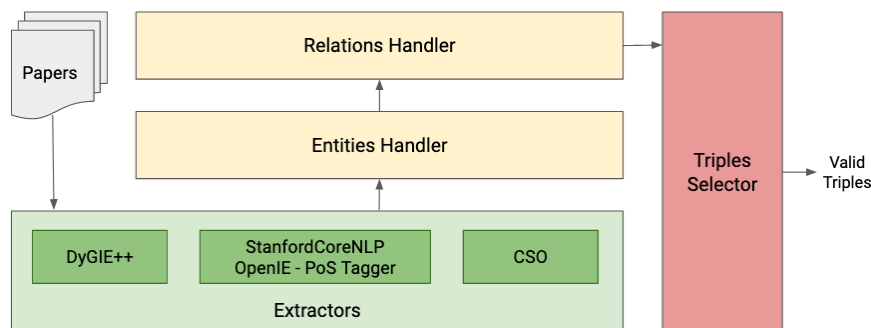 Papers
Relations Handler
Entities Handler
Triples
Selector
Valid
Triples
DyGIE++
StanfordCoreNLP
OpenIE - PoS Tagger
CSO
Extractors